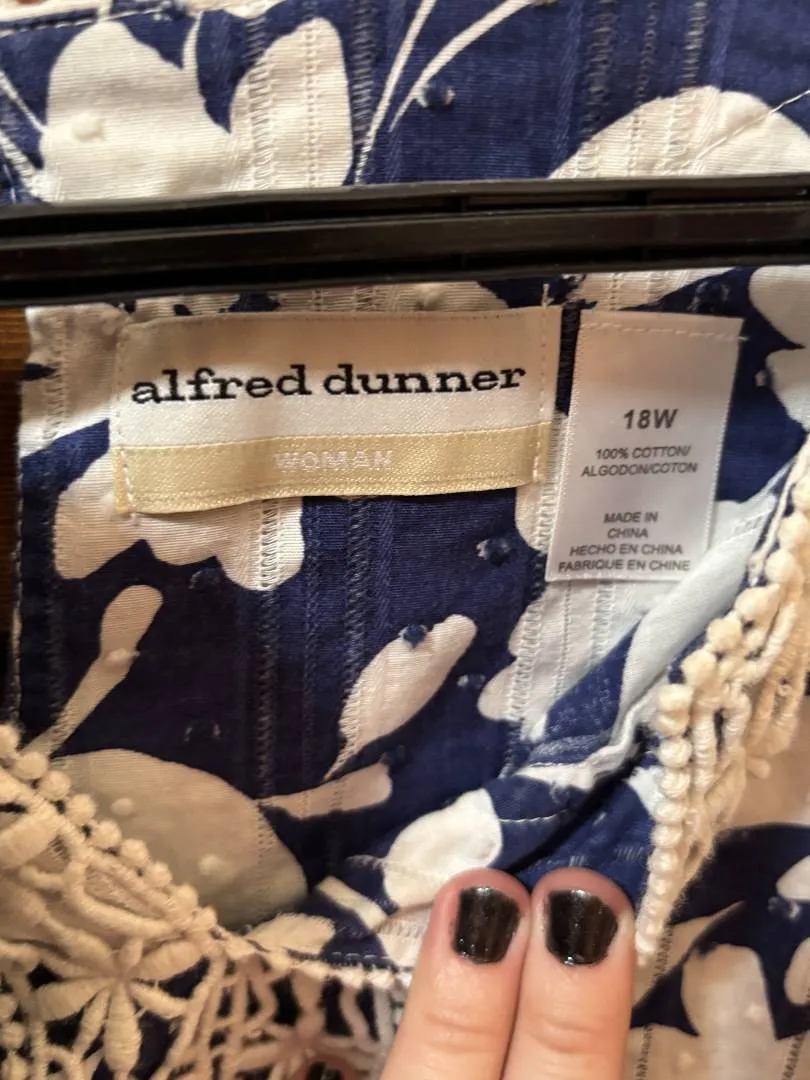 alfred dunner
WOMAN
18W
100% COTTON/
ALGODON/COTON
MADE IN
CHINA
HECHO EN CHINA
FABRIQUE EN CHINE